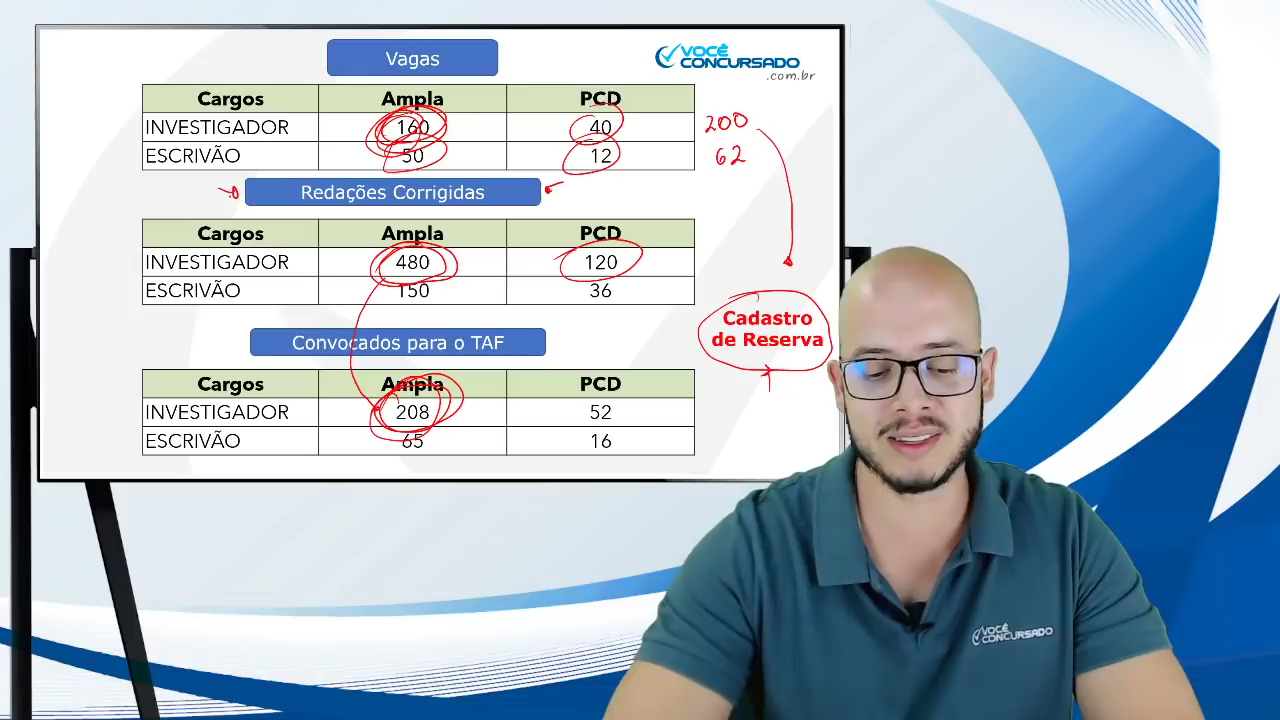 Vagas
VOCÊ
CONCURSADO
.com.br
Cargos Ampla PCD
INVESTIGADOR 160 40 200
ESCRIVÃO 50 12 62
Redações Corrigidas
Cargos Ampla PCD
INVESTIGADOR 480 120
ESCRIVÃO 150 36
Cadastro
de Reserva
Convocados para o TAF
Cargos Ampla PCD
INVESTIGADOR 208 52
ESCRIVÃO 65 16
VOCÊ
CONCURSADO